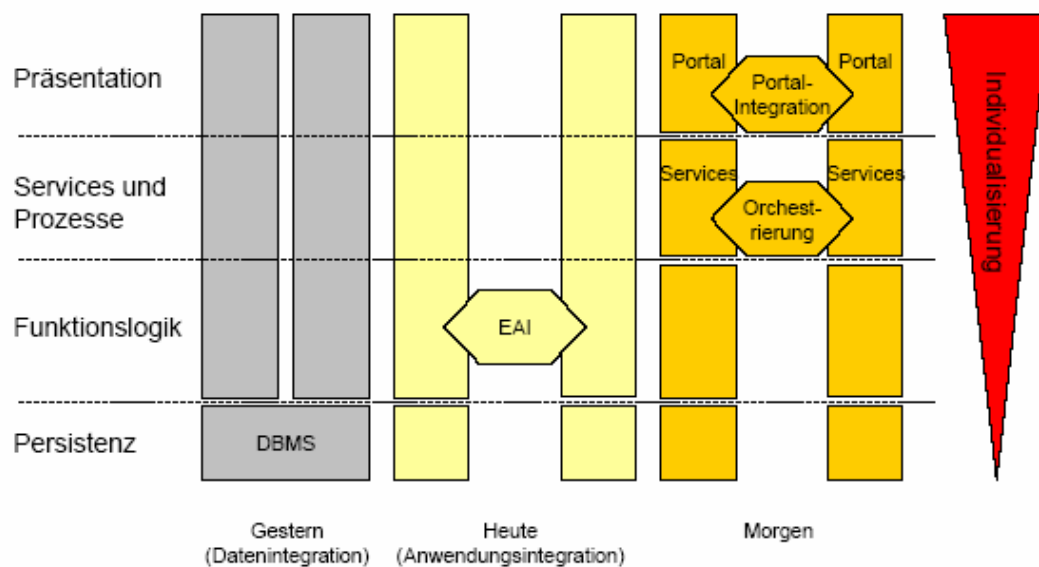 Präsentation
Portal
Portal
Portal-
Integration
Services und
Prozesse
Services
Services
Orchest-
rierung
Funktionslogik
EAI
Persistenz
DBMS
Individualisierung
Gestern
(Datenintegration)
Heute
(Anwendungsintegration)
Morgen